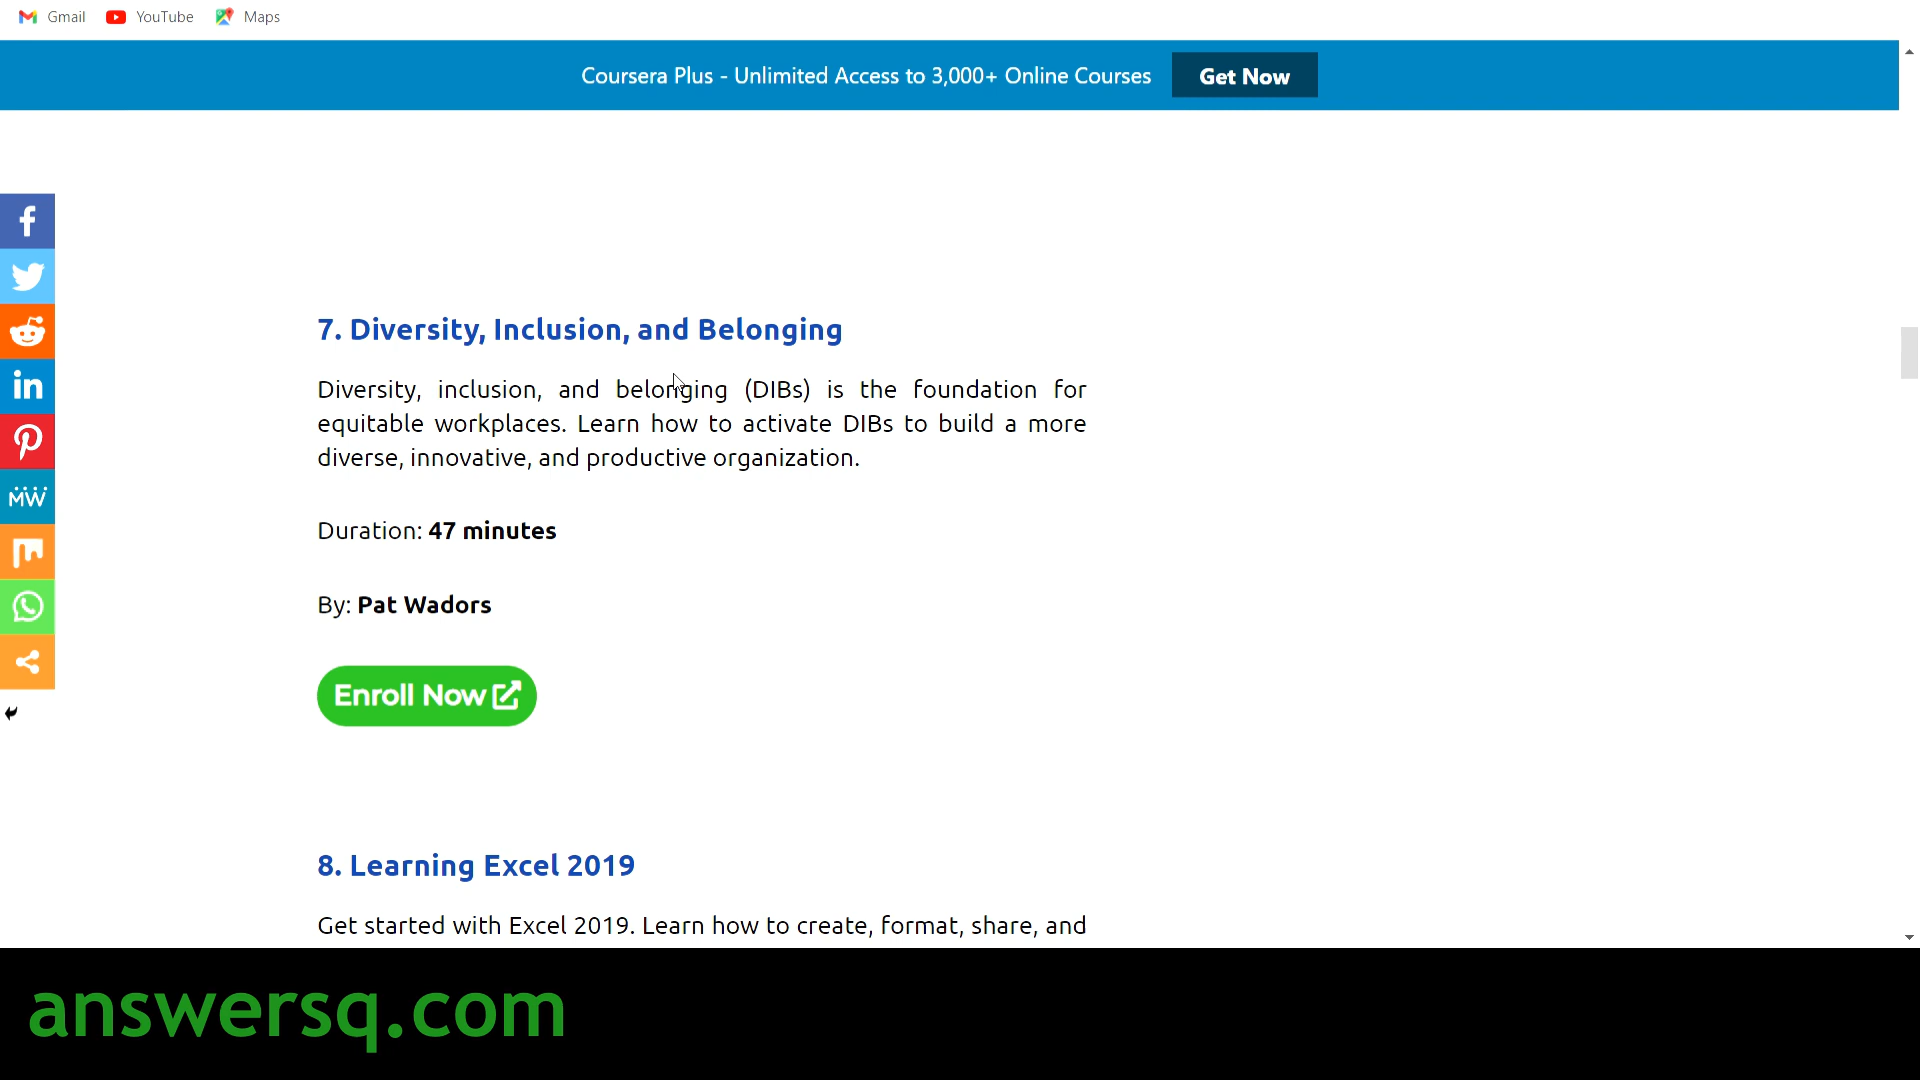 Gmail YouTube Maps
Coursera Plus - Unlimited Access to 3,000+ Online Courses Get Now
7. Diversity, Inclusion, and Belonging
Diversity, inclusion, and belonging (DIBs) is the foundation for
equitable workplaces. Learn how to activate DIBs to build a more
diverse, innovative, and productive organization.
Duration: 47 minutes
By: Pat Wadors
Enroll Now
8. Learning Excel 2019
Get started with Excel 2019. Learn how to create, format, share, and
answersq.com